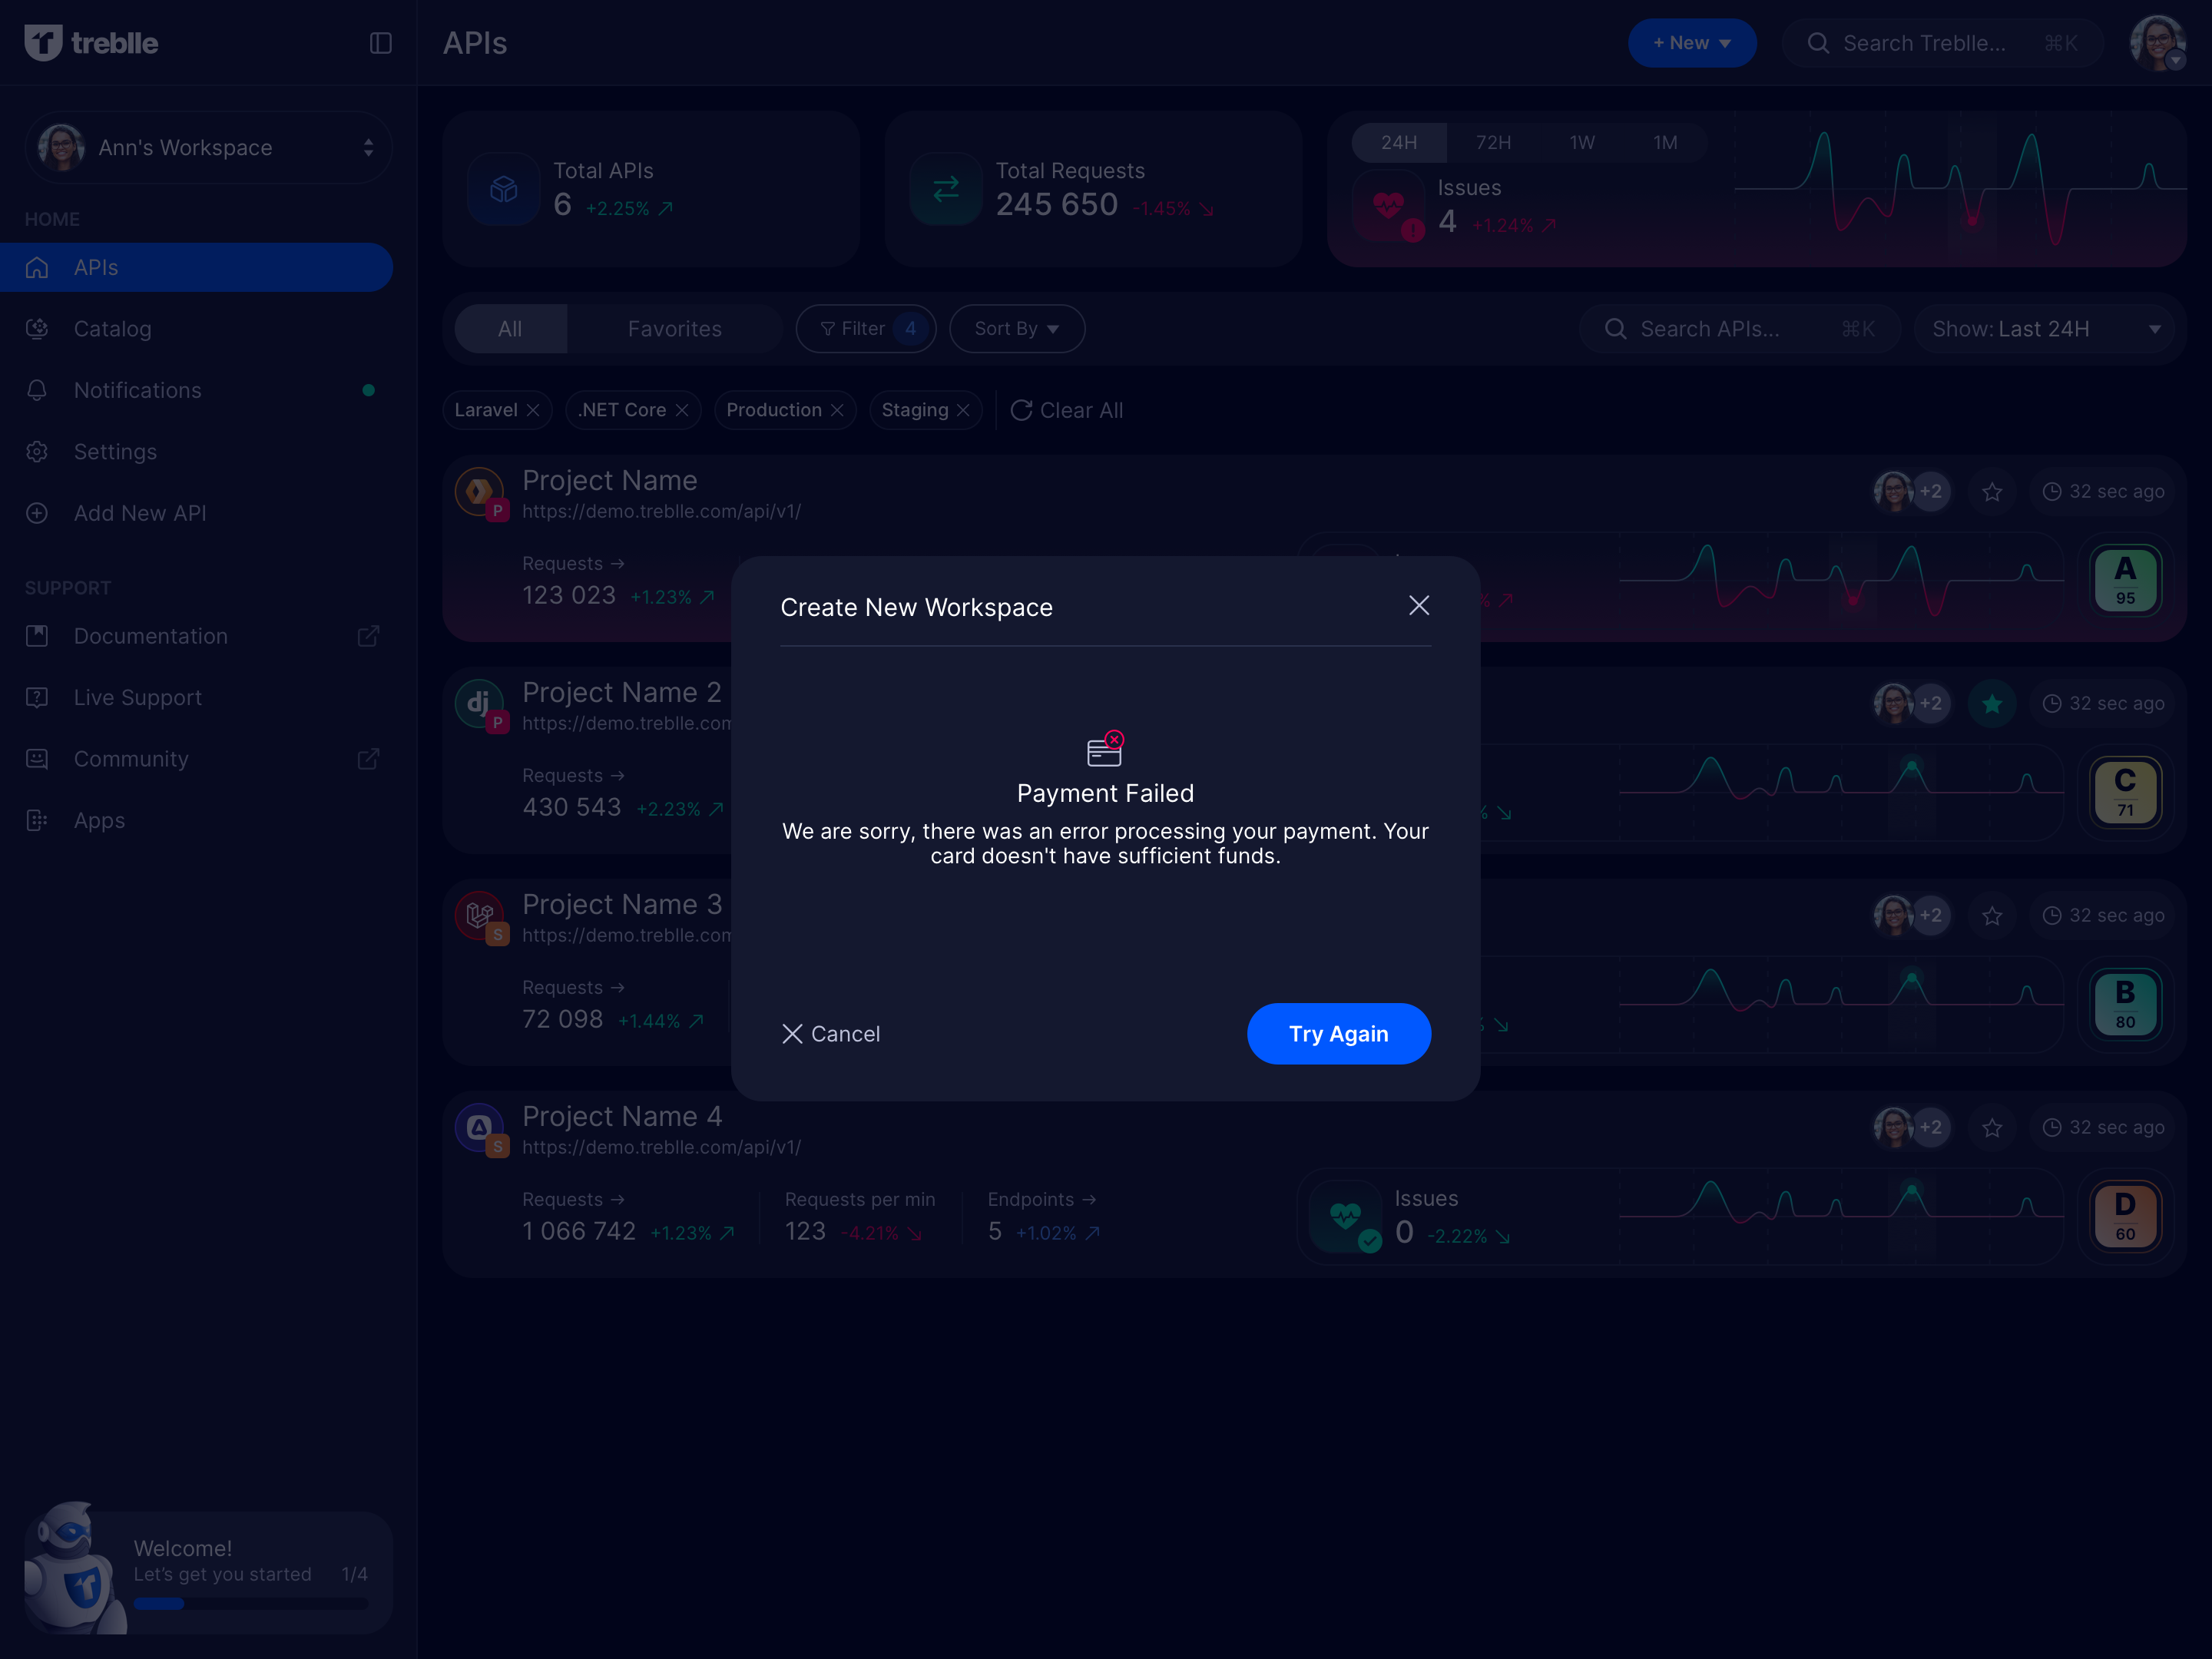 treblle
APIs
+ New
Search Treblle...
⌘K
Ann's Workspace
HOME
APIs
Catalog
Notifications
Settings
Add New API
SUPPORT
Documentation
Live Support
Community
Apps
Welcome!
Let's get you started
1/4
Total APIs
6 +2.25%
Total Requests
245 650 -1.45%
24H 72H 1W 1M
Issues
4 +1.24%
All Favorites Filter 4 Sort By
Search APIs... ⌘K
Show: Last 24H
Laravel .NET Core Production Staging Clear All
Project Name
https://demo.treblle.com/api/v1/
P
+2
32 sec ago
Requests →
123 023 +1.23%
A
95
Project Name 2
https://demo.treblle.com
dj
P
+2
32 sec ago
Requests →
430 543 +2.23%
C
71
Project Name 3
https://demo.treblle.com
S
+2
32 sec ago
Requests →
72 098 +1.44%
B
80
Project Name 4
https://demo.treblle.com/api/v1/
S
+2
32 sec ago
Requests →
1 066 742 +1.23%
Requests per min
123 -4.21%
Endpoints →
5 +1.02%
Issues
0 -2.22%
D
60
Create New Workspace
Payment Failed
We are sorry, there was an error processing your payment. Your
card doesn't have sufficient funds.
Cancel
Try Again